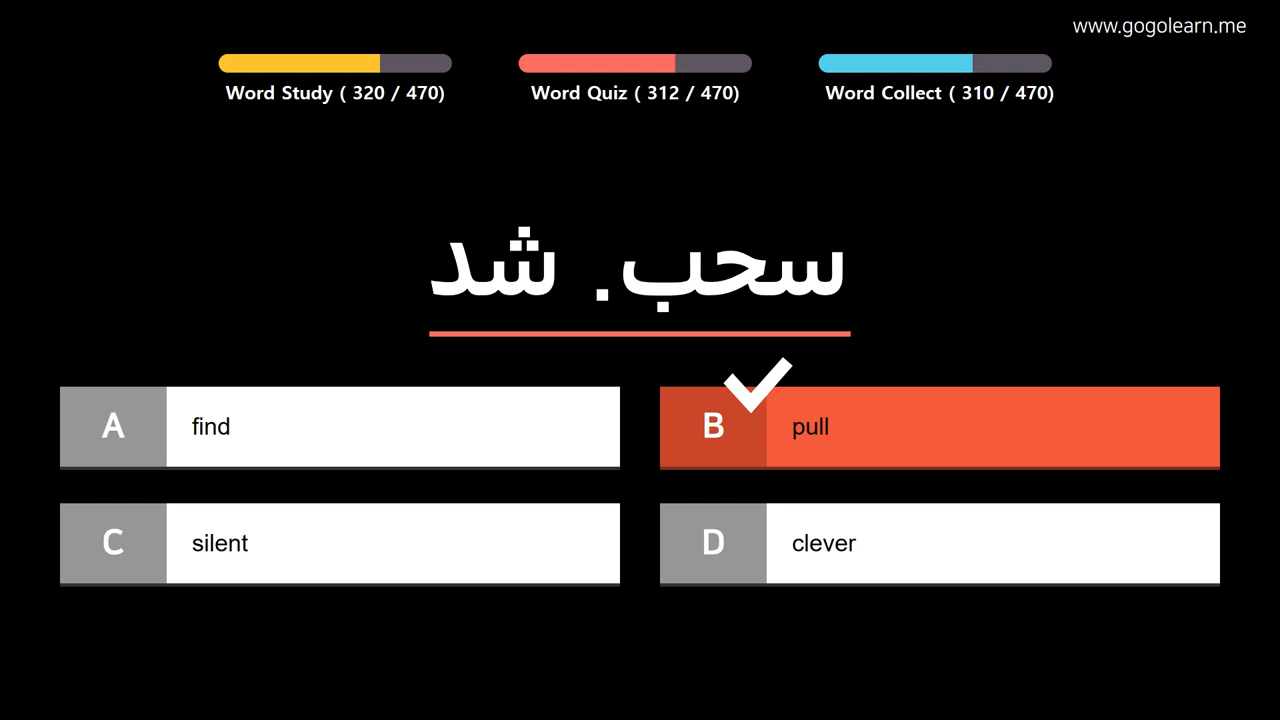 www.gogolearn.me
Word Study ( 320 / 470)
Word Quiz ( 312 / 470)
Word Collect ( 310 / 470)
سحب. شد
A find
B pull
C silent
D clever